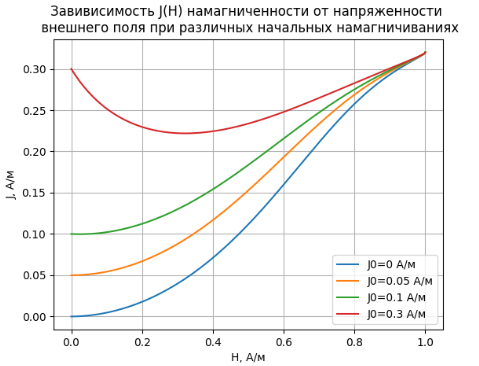 Завивисимость J(H) намагниченности от напряженности
внешнего поля при различных начальных намагничиваниях
0.30
0.25
0.20
0.15
0.10
0.05
0.00
J, А/м
J0=0 А/м
J0=0.05 А/м
J0=0.1 А/м
J0=0.3 А/м
0.0 0.2 0.4 0.6 0.8 1.0
H, А/м